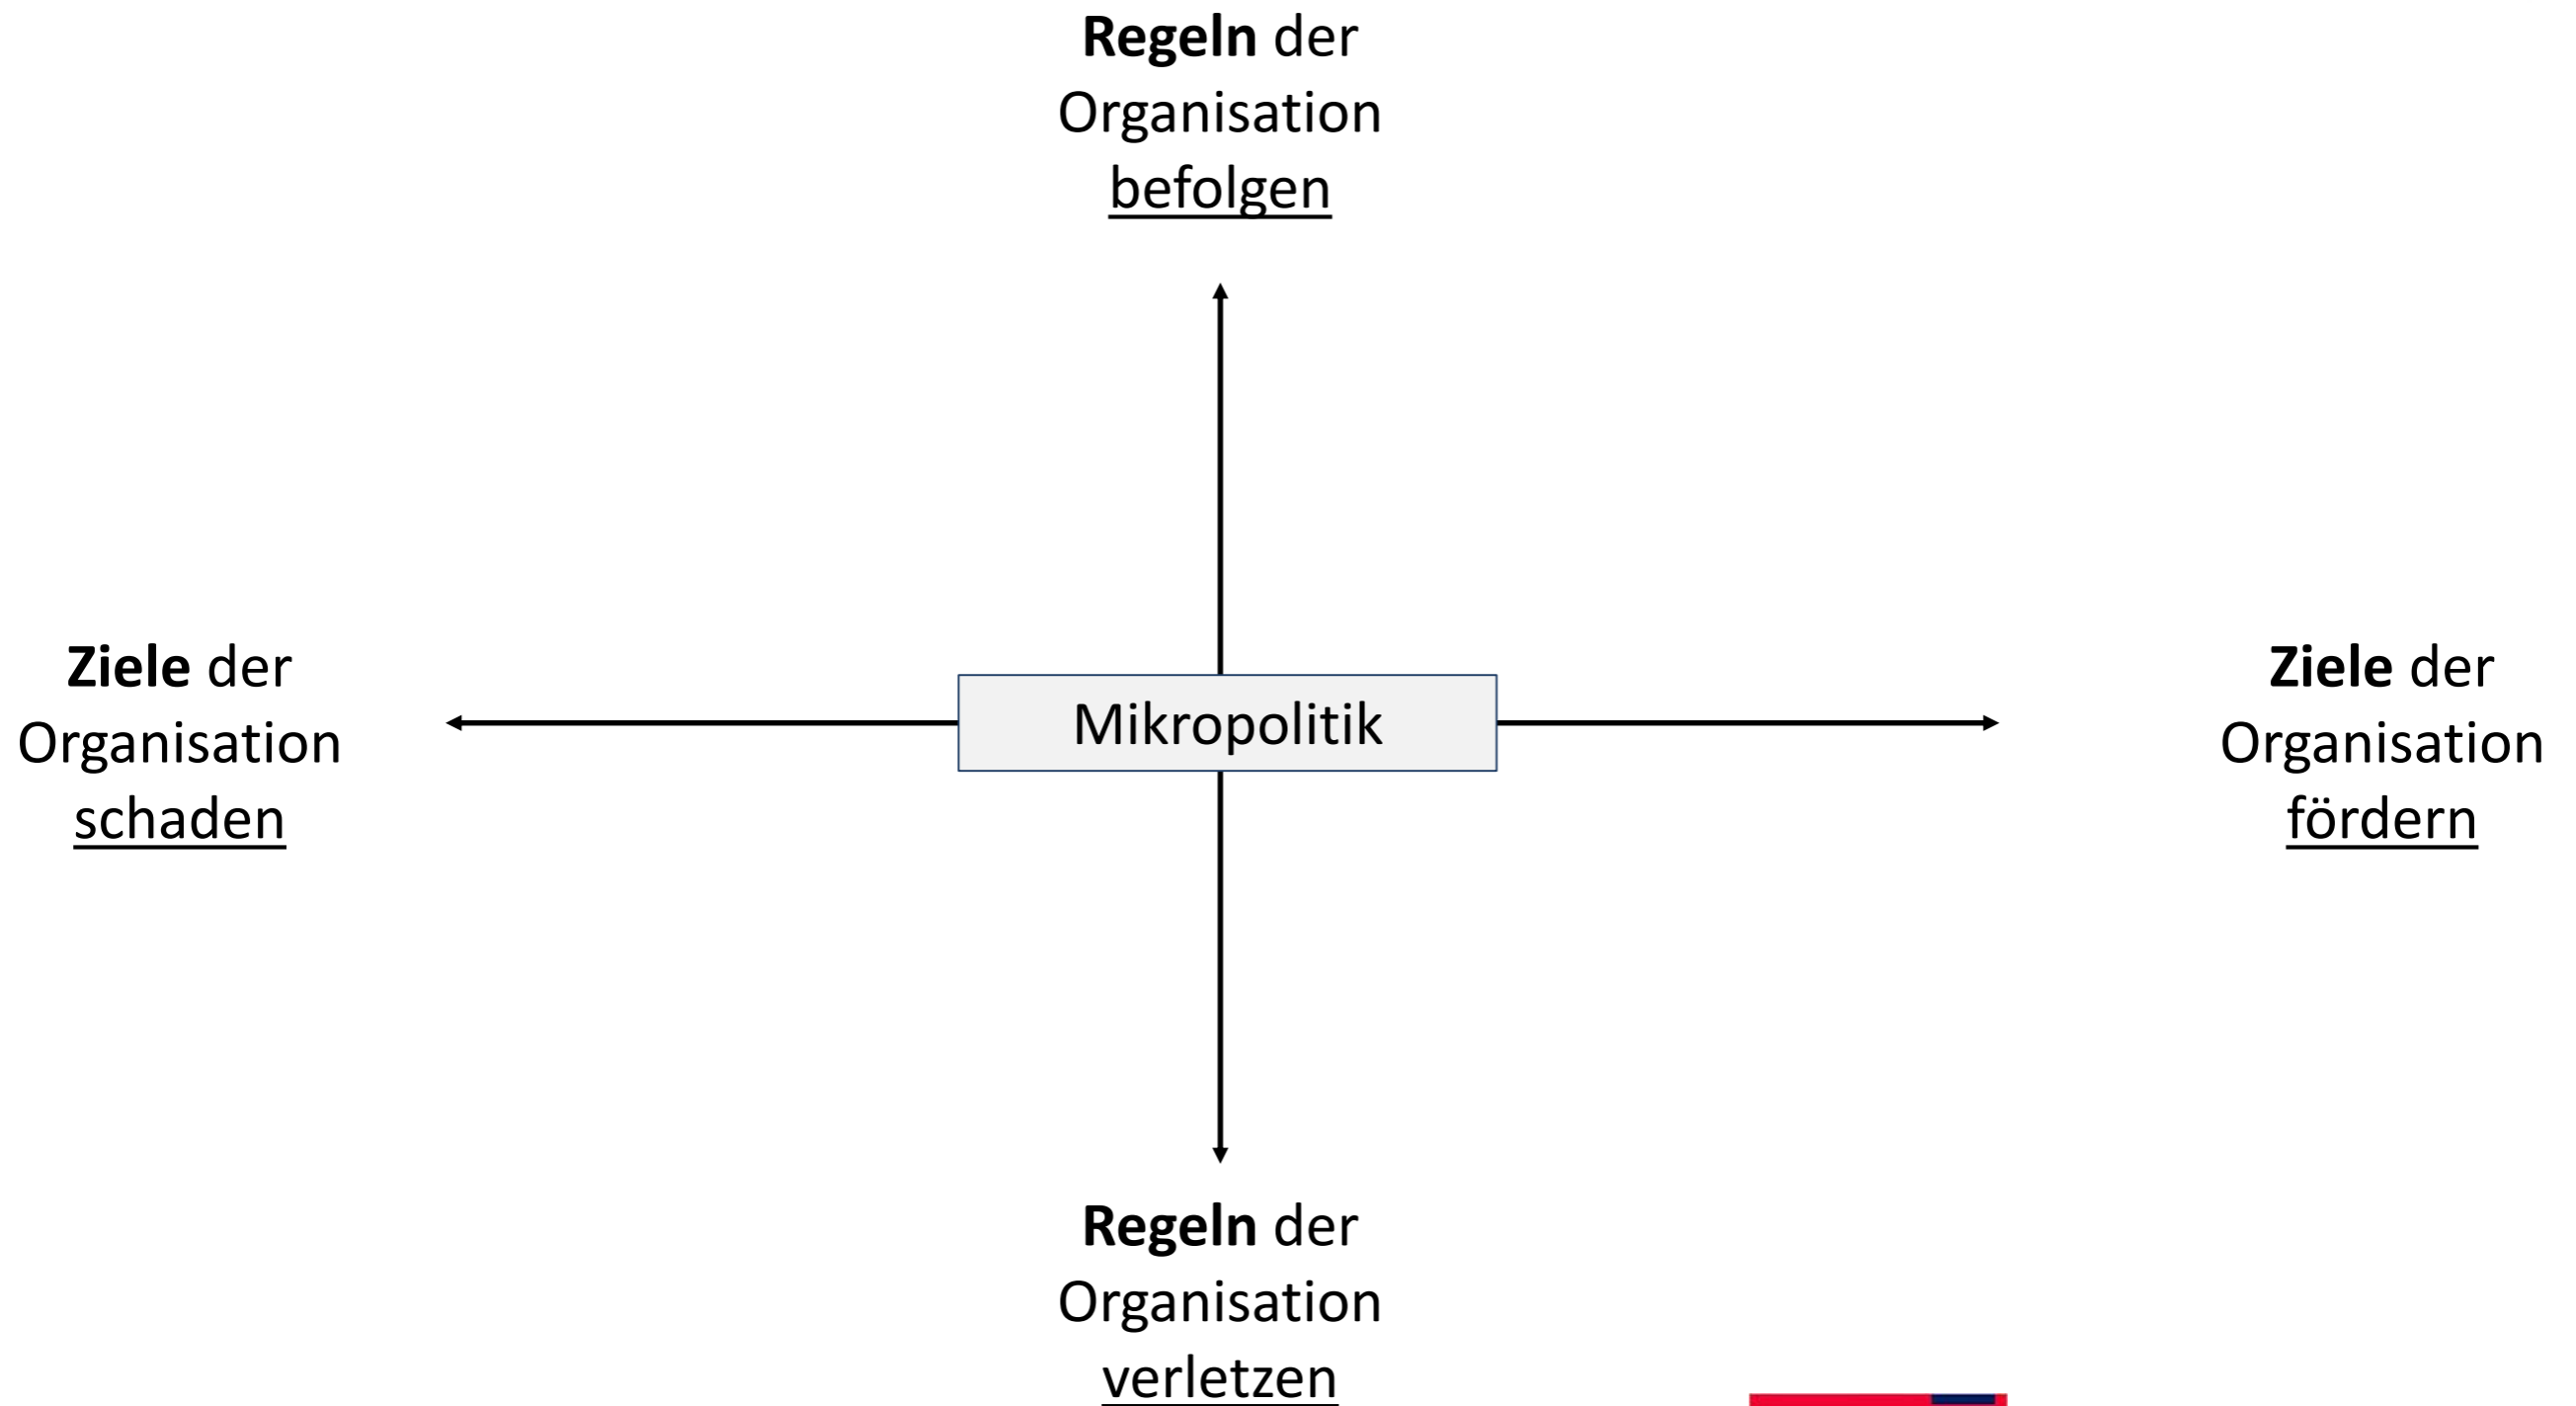 Regeln der
Organisation
befolgen
Ziele der
Organisation
schaden
Mikropolitik
Ziele der
Organisation
fördern
Regeln der
Organisation
verletzen